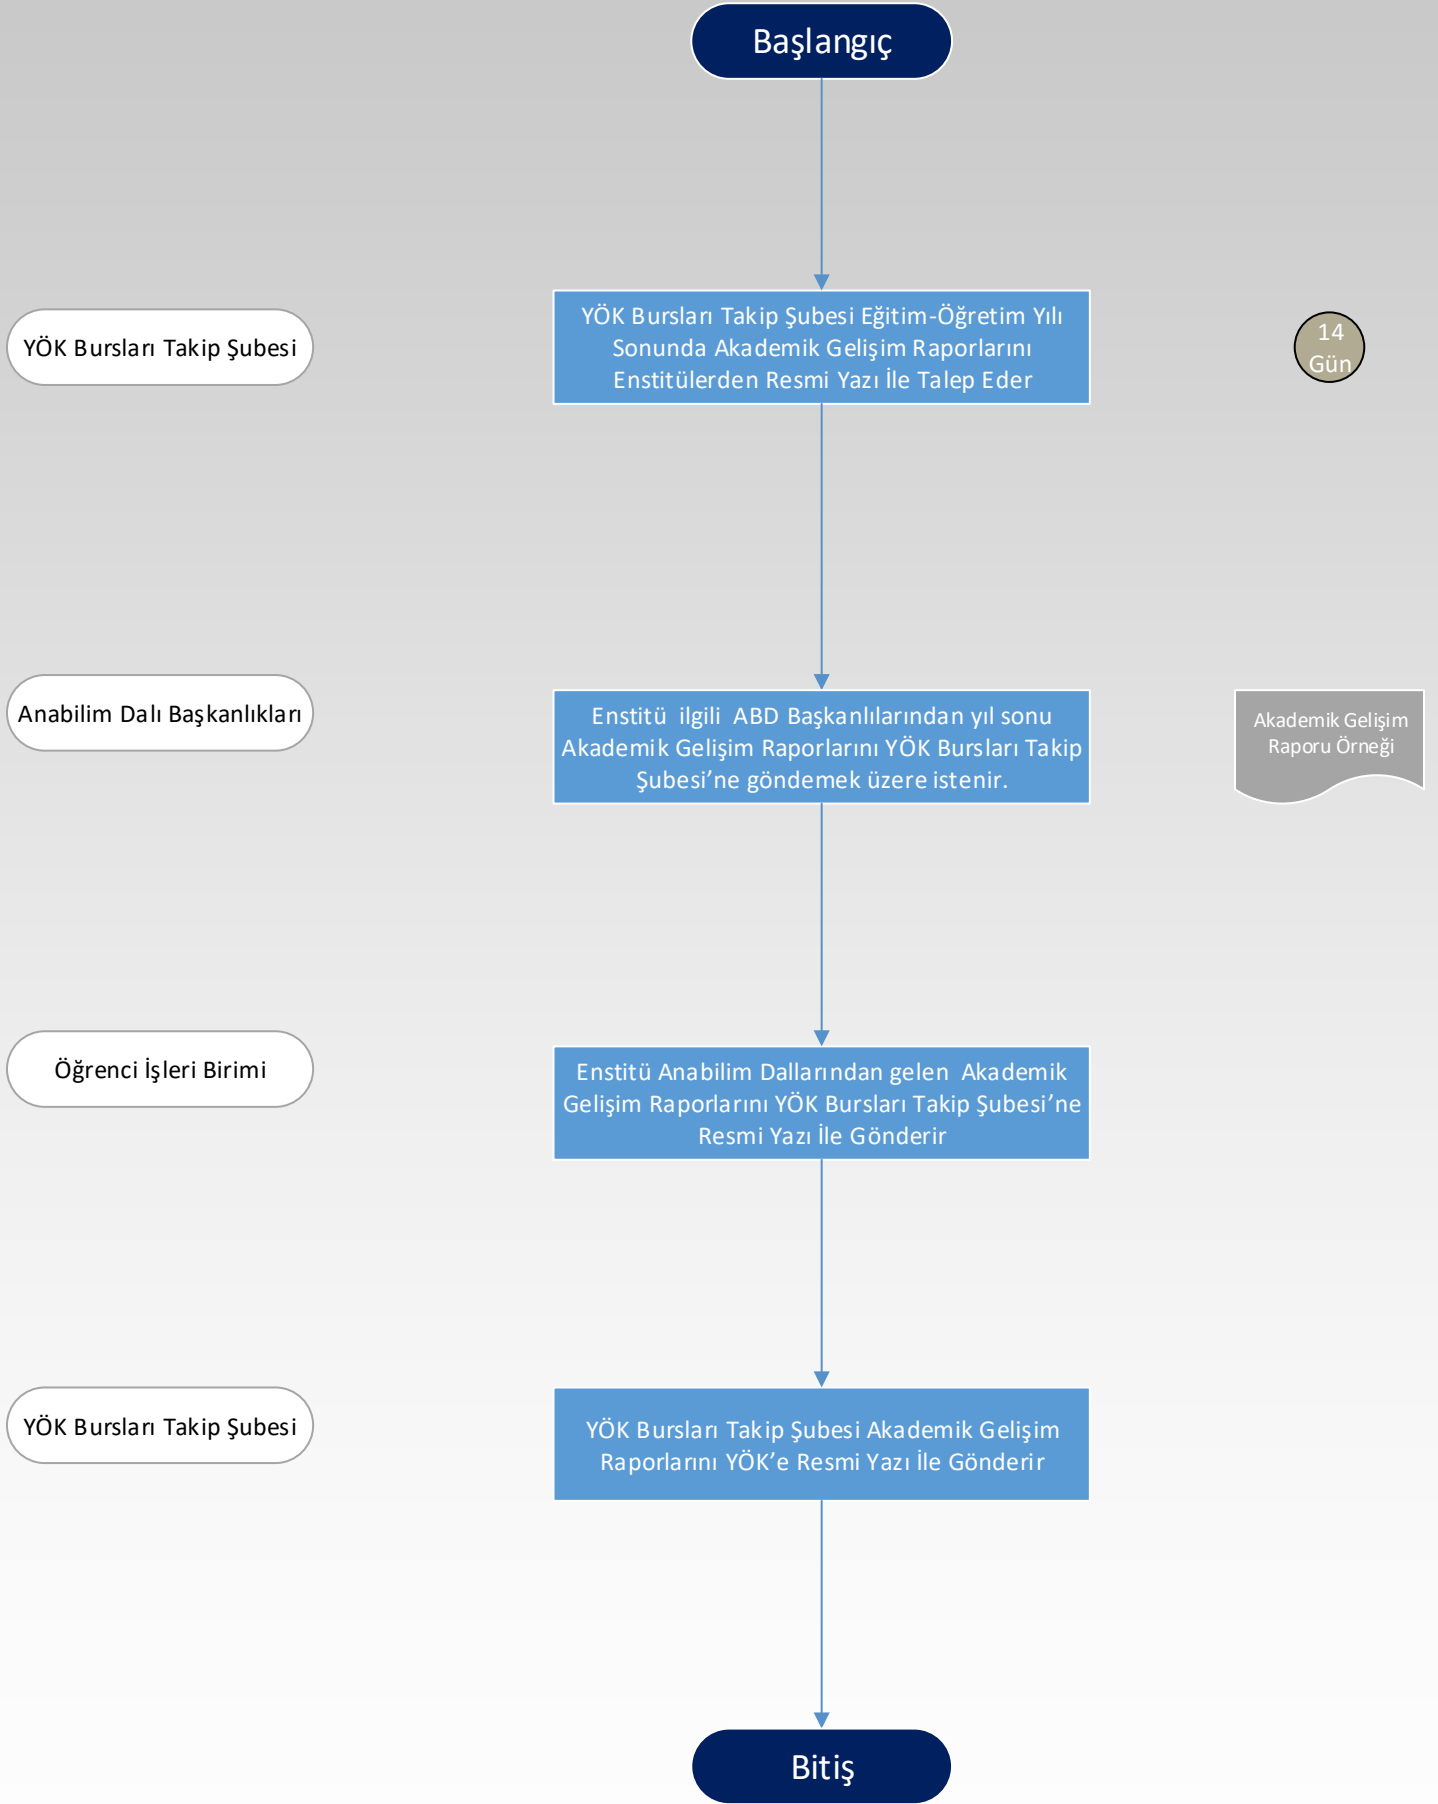 Başlangıç
YÖK Bursları Takip Şubesi
YÖK Bursları Takip Şubesi Eğitim-Öğretim Yılı
Sonunda Akademik Gelişim Raporlarını
Enstitülerden Resmi Yazı İle Talep Eder
14
Gün
Anabilim Dalı Başkanlıkları
Enstitü ilgili ABD Başkanlılarından yıl sonu
Akademik Gelişim Raporlarını YÖK Bursları Takip
Şubesi’ne göndemek üzere istenir.
Akademik Gelişim
Raporu Örneği
Öğrenci İşleri Birimi
Enstitü Anabilim Dallarından gelen Akademik
Gelişim Raporlarını YÖK Bursları Takip Şubesi’ne
Resmi Yazı İle Gönderir
YÖK Bursları Takip Şubesi
YÖK Bursları Takip Şubesi Akademik Gelişim
Raporlarını YÖK’e Resmi Yazı İle Gönderir
Bitiş